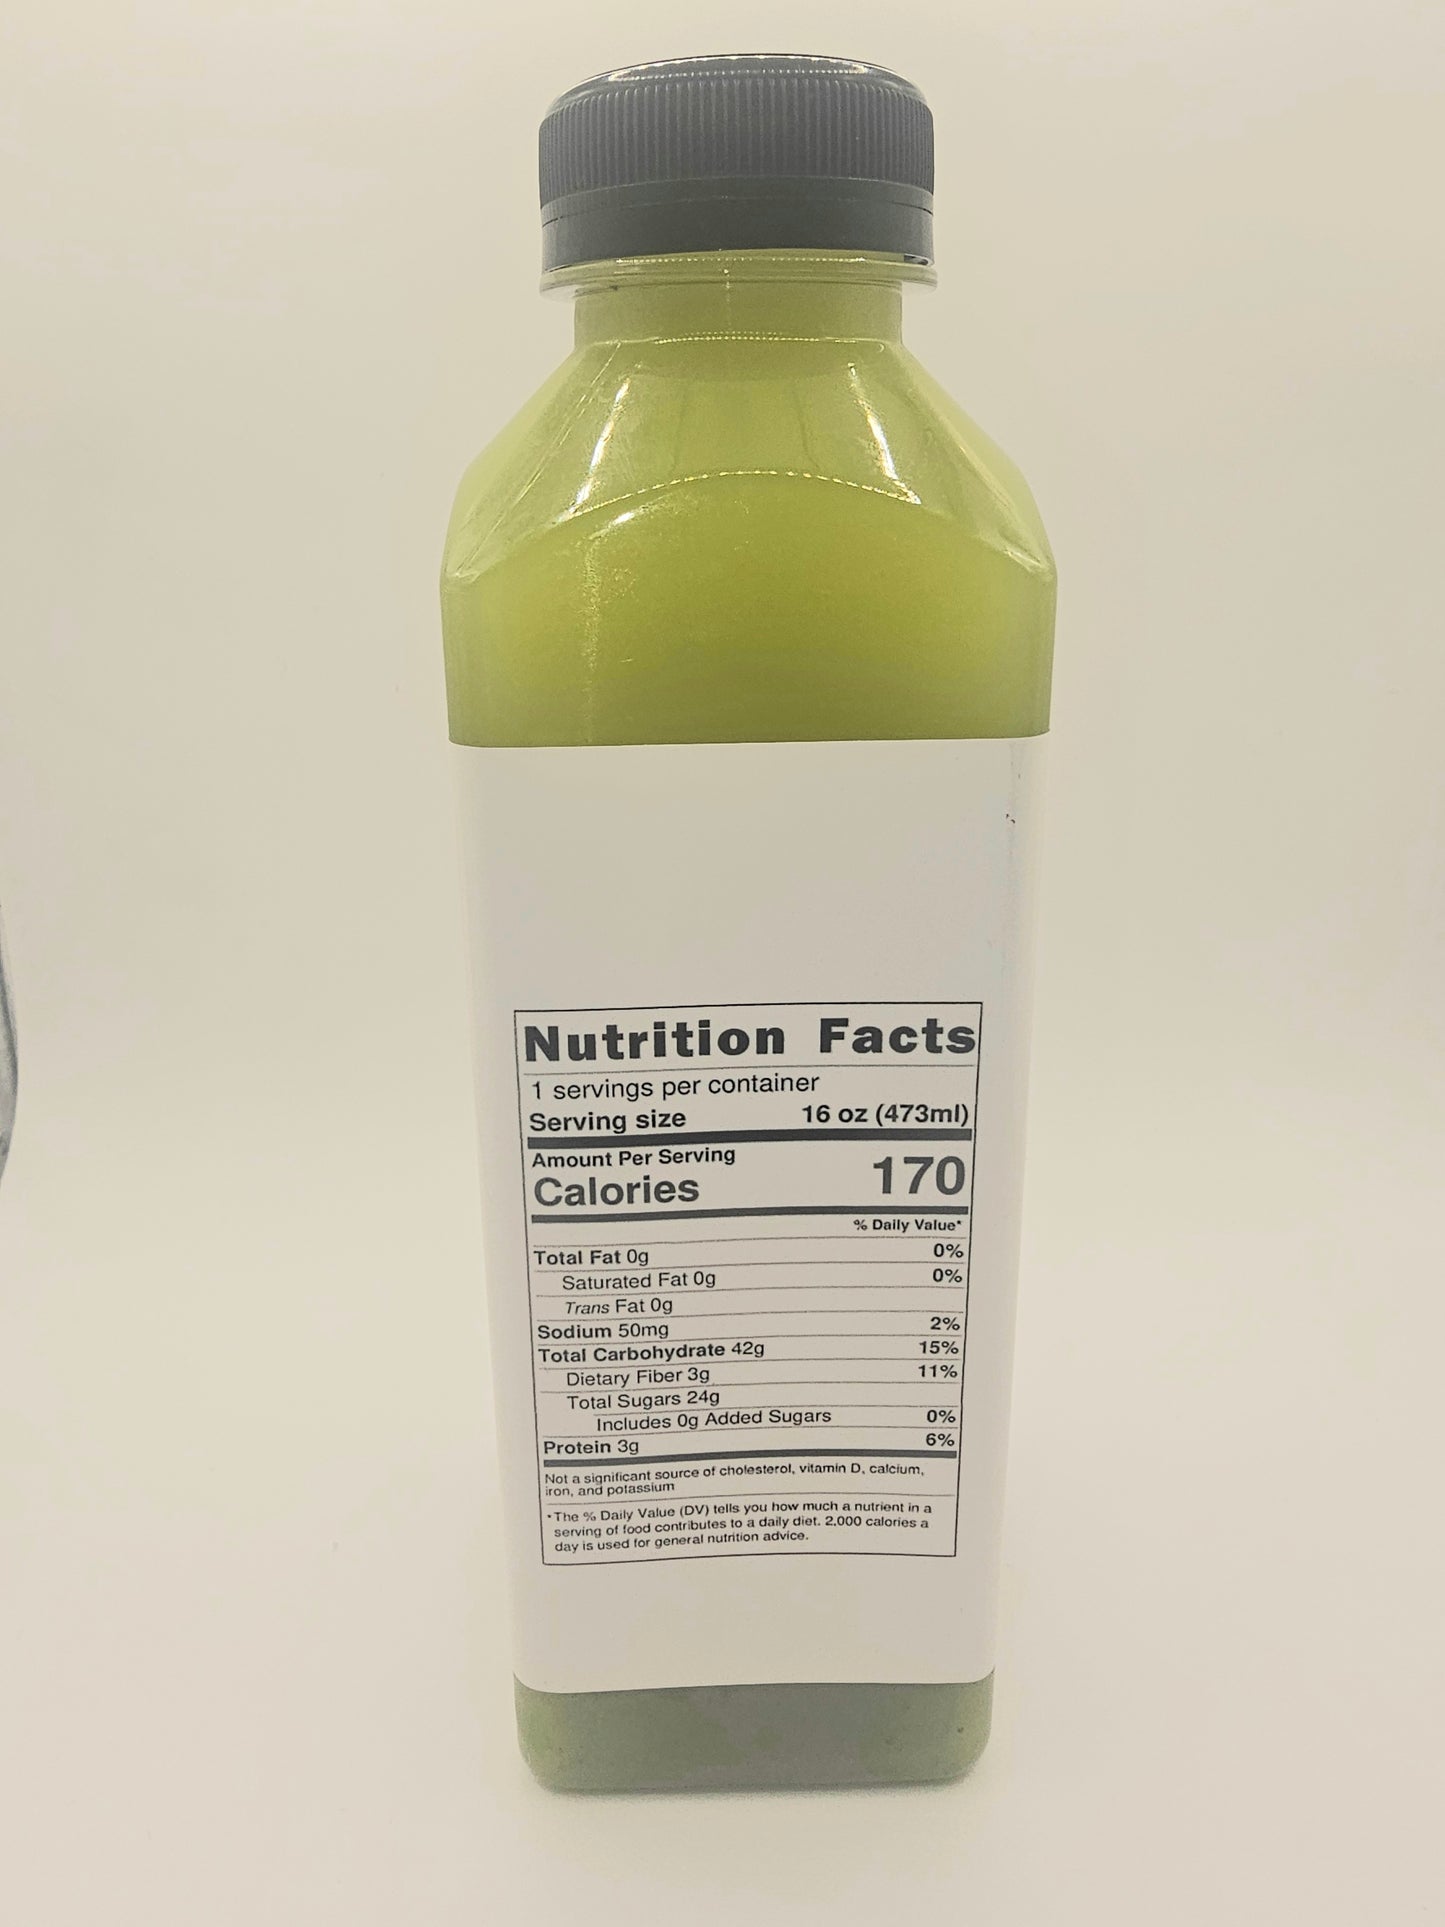 Nutrition Facts
1 servings per container
Serving size 16 oz (473ml)
Amount Per Serving
Calories 170
% Daily Value*
Total Fat 0g 0%
Saturated Fat 0g 0%
Trans Fat 0g
Sodium 50mg 2%
Total Carbohydrate 42g 15%
Dietary Fiber 3g 11%
Total Sugars 24g
Includes 0g Added Sugars 0%
Protein 3g 6%
Not a significant source of cholesterol, vitamin D, calcium,
iron, and potassium
*The % Daily Value (DV) tells you how much a nutrient in a
serving of food contributes to a daily diet. 2,000 calories a
day is used for general nutrition advice.